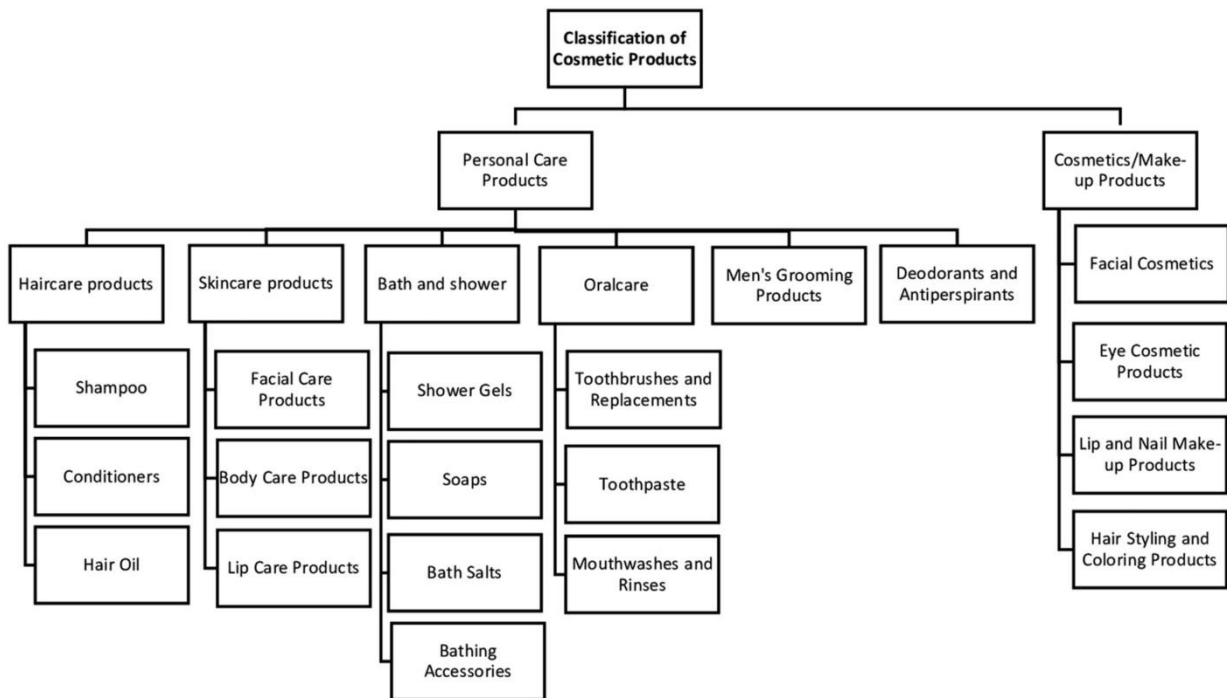 Classification of
Cosmetic Products
Personal Care
Products
Cosmetics/Make-
up Products
Haircare products
Skincare products
Bath and shower
Oralcare
Men's Grooming
Products
Deodorants and
Antiperspirants
Facial Cosmetics
Shampoo
Facial Care
Products
Shower Gels
Toothbrushes and
Replacements
Eye Cosmetic
Products
Conditioners
Body Care Products
Soaps
Toothpaste
Lip and Nail Make-
up Products
Hair Oil
Lip Care Products
Bath Salts
Mouthwashes and
Rinses
Hair Styling and
Coloring Products
Bathing
Accessories